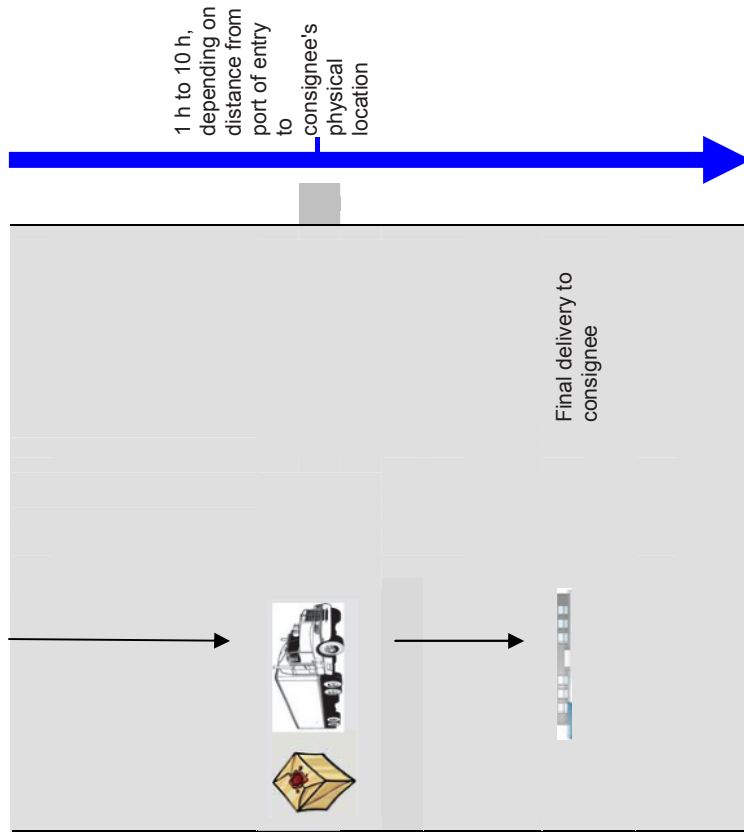 1 h to 10 h,
depending on
distance from
port of entry
to
consignee's
physical
location
Final delivery to
consignee